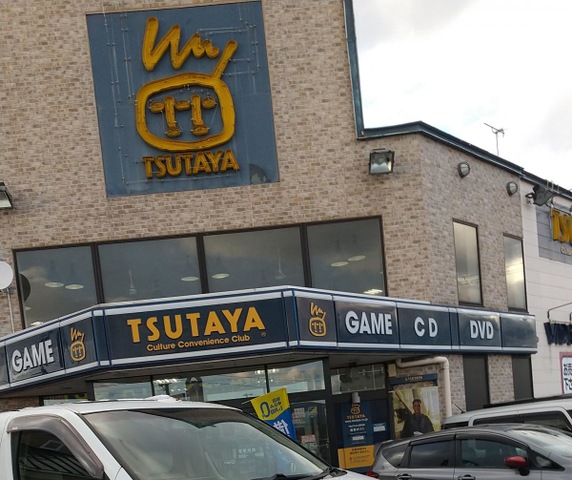 TSUTAYA
GAME
TSUTAYA
Culture Convenience Club
GAME
CD
DVD